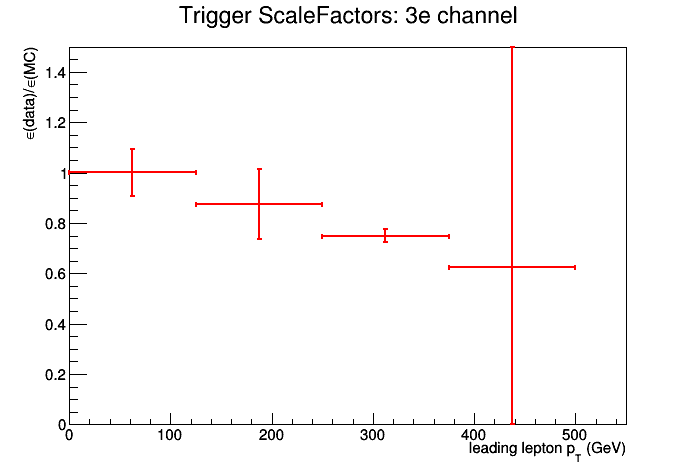 Trigger ScaleFactors: 3e channel
ϵ(data)/ϵ(MC)
1.4
1.2
1
0.8
0.6
0.4
0.2
0
0 100 200 300 400 500
leading lepton p_T (GeV)